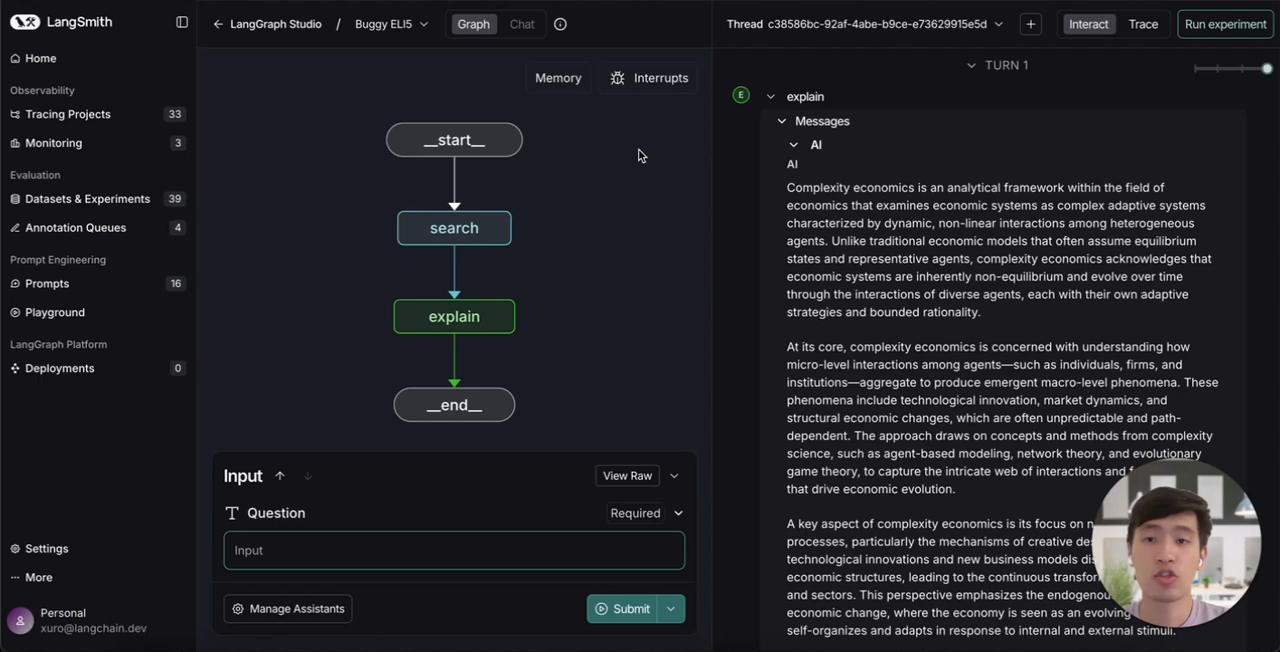 LangSmith
Home
Observability
Tracing Projects 33
Monitoring 3
Evaluation
Datasets & Experiments 39
Annotation Queues 4
Prompt Engineering
Prompts 16
Playground
LangGraph Platform
Deployments 0
Settings
More
Personal
xuro@langchain.dev
LangGraph Studio / Buggy ELI5
Graph Chat
Memory Interrupts
__start__
search
explain
__end__
Input View Raw
Question Required
Input
Manage Assistants Submit
Thread c38586bc-92af-4abe-b9ce-e73629915e5d
Interact Trace Run experiment
TURN 1
E explain
Messages
AI
AI
Complexity economics is an analytical framework within the field of
economics that examines economic systems as complex adaptive systems
characterized by dynamic, non-linear interactions among heterogeneous
agents. Unlike traditional economic models that often assume equilibrium
states and representative agents, complexity economics acknowledges that
economic systems are inherently non-equilibrium and evolve over time
through the interactions of diverse agents, each with their own adaptive
strategies and bounded rationality.
At its core, complexity economics is concerned with understanding how
micro-level interactions among agents—such as individuals, firms, and
institutions—aggregate to produce emergent macro-level phenomena. These
phenomena include technological innovation, market dynamics, and
structural economic changes, which are often unpredictable and path-
dependent. The approach draws on concepts and methods from complexity
science, such as agent-based modeling, network theory, and evolutionary
game theory, to capture the intricate web of interactions and
that drive economic evolution.
A key aspect of complexity economics is its focus on
processes, particularly the mechanisms of creative
technological innovations and new business models
economic structures, leading to the continuous
and sectors. This perspective emphasizes the
economic change, where the economy is seen as an
self-organizes and adapts in response to internal and external stimuli.